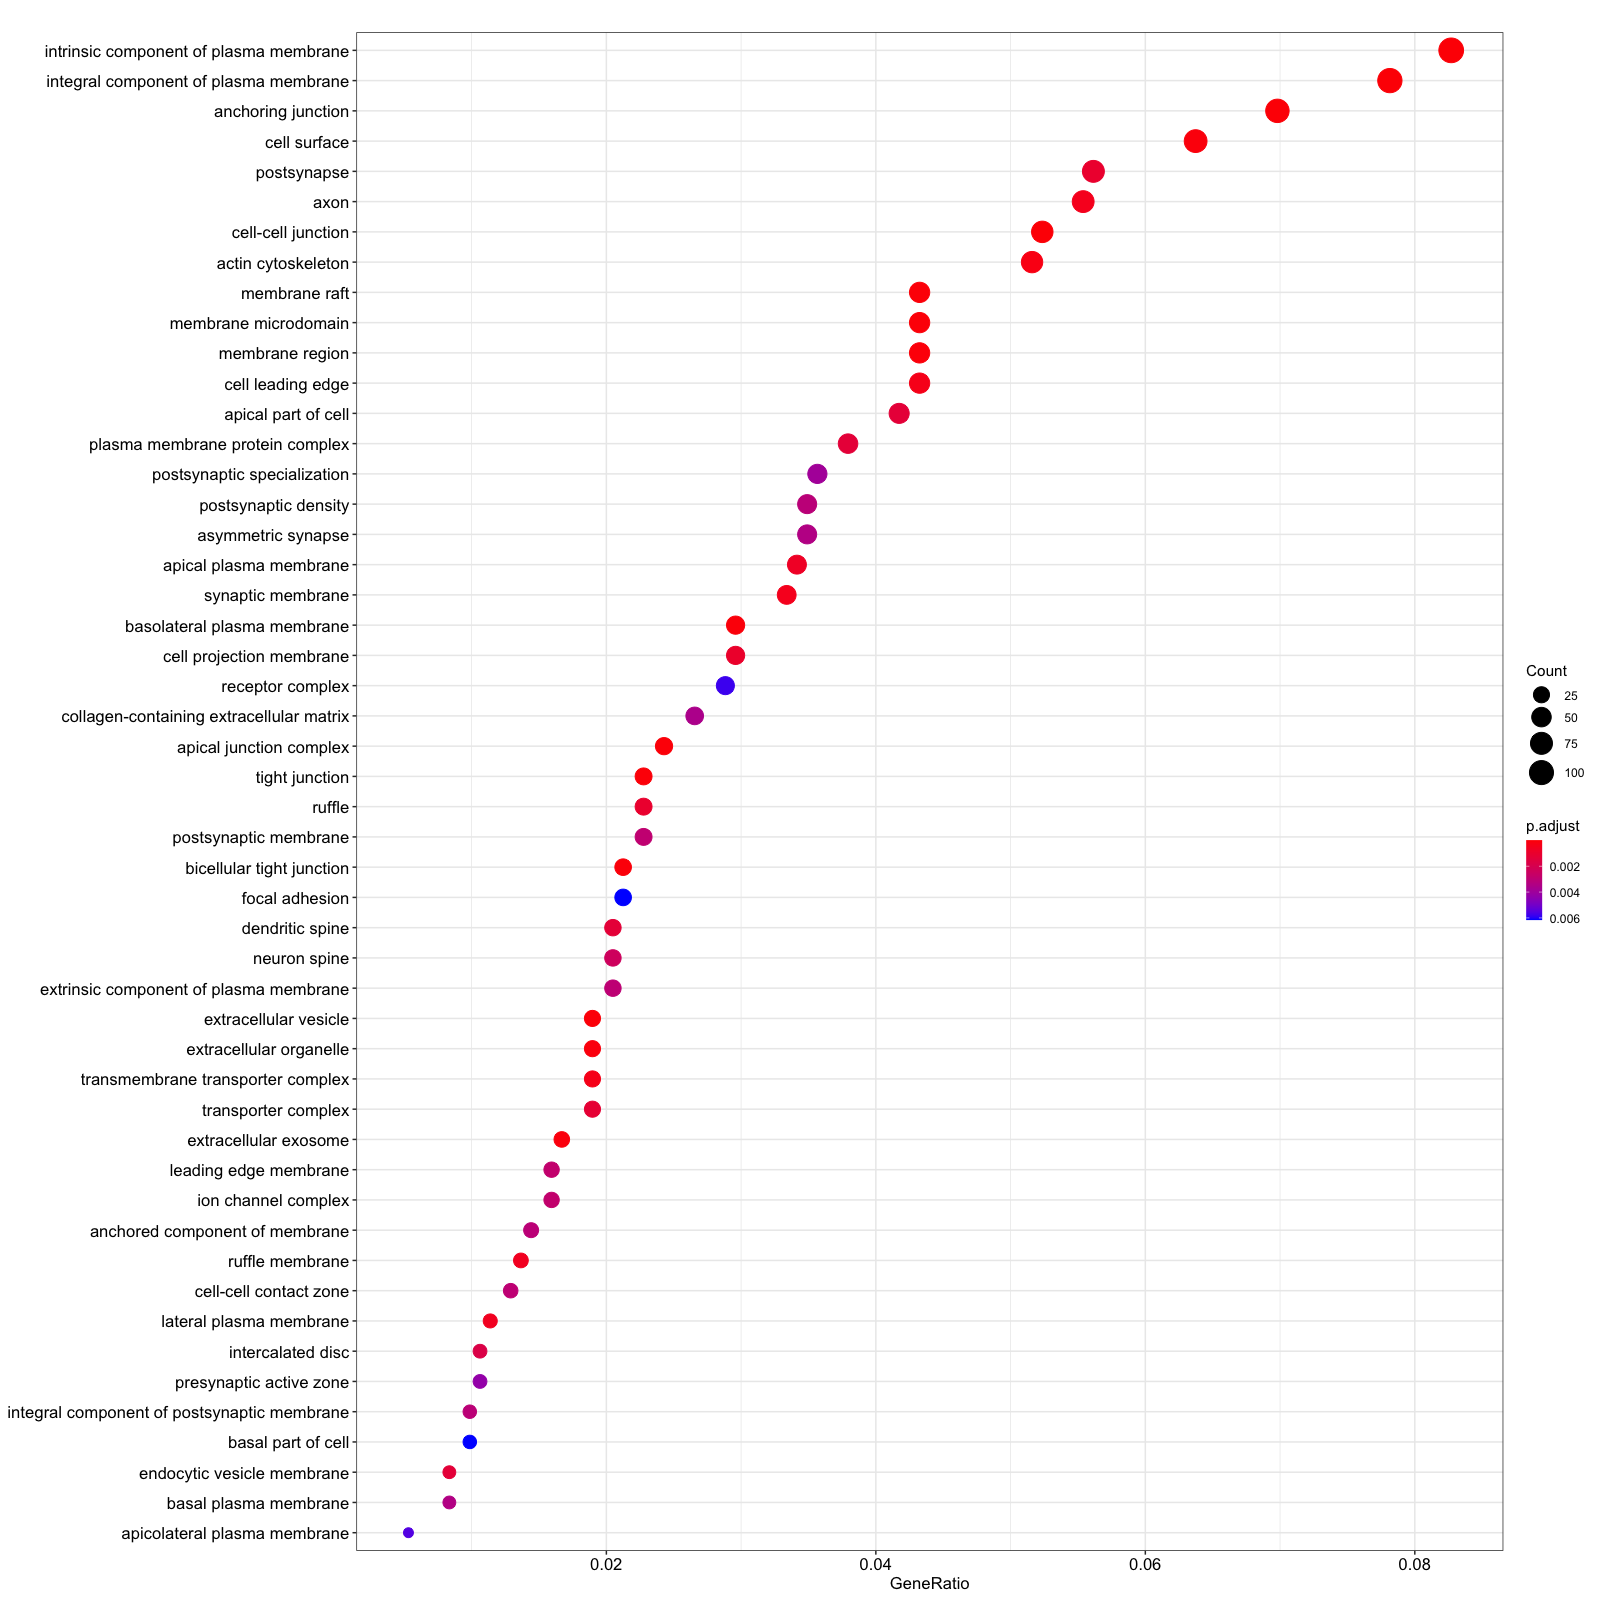 intrinsic component of plasma membrane
integral component of plasma membrane
anchoring junction
cell surface
postsynapse
axon
cell-cell junction
actin cytoskeleton
membrane raft
membrane microdomain
membrane region
cell leading edge
apical part of cell
plasma membrane protein complex
postsynaptic specialization
postsynaptic density
asymmetric synapse
apical plasma membrane
synaptic membrane
basolateral plasma membrane
cell projection membrane
receptor complex
collagen-containing extracellular matrix
apical junction complex
tight junction
ruffle
postsynaptic membrane
bicellular tight junction
focal adhesion
dendritic spine
neuron spine
extrinsic component of plasma membrane
extracellular vesicle
extracellular organelle
transmembrane transporter complex
transporter complex
extracellular exosome
leading edge membrane
ion channel complex
anchored component of membrane
ruffle membrane
cell-cell contact zone
lateral plasma membrane
intercalated disc
presynaptic active zone
integral component of postsynaptic membrane
basal part of cell
endocytic vesicle membrane
basal plasma membrane
apicolateral plasma membrane
0.02 0.04 0.06 0.08
GeneRatio
Count
25
50
75
100
p.adjust
0.002
0.004
0.006